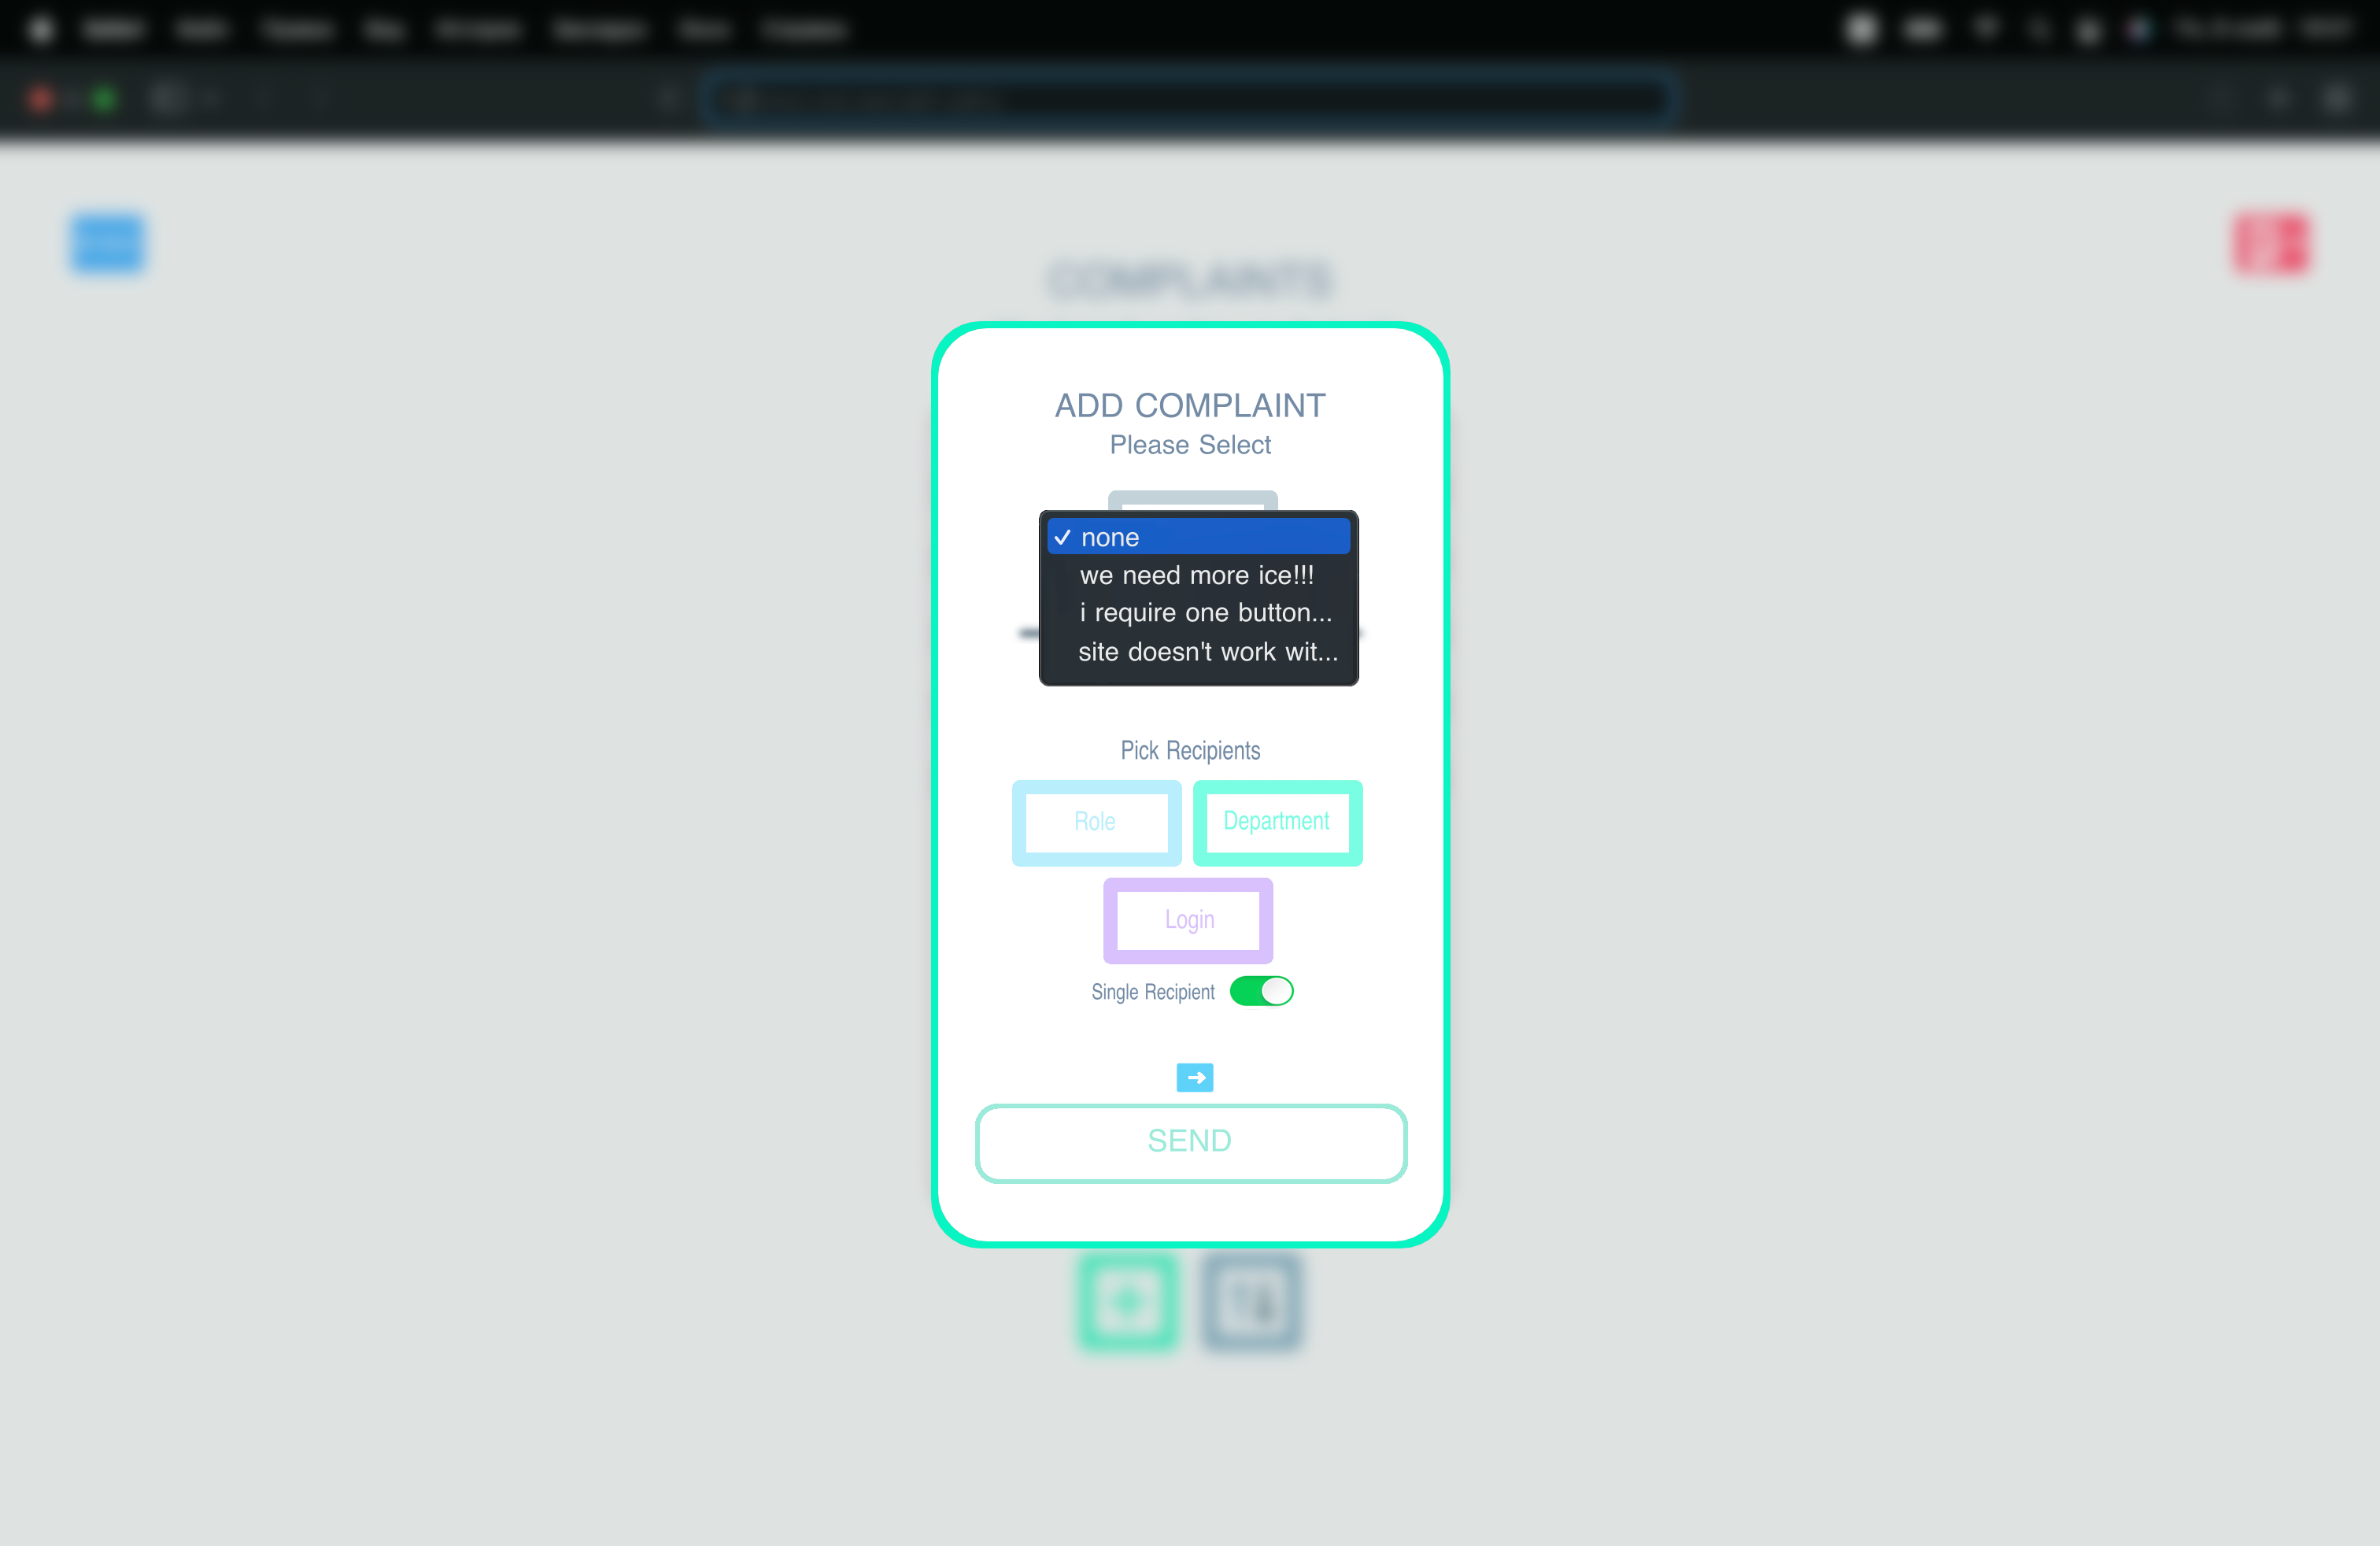 COMPLAINTS
ADD COMPLAINT
Please Select
✓ none
we need more ice!!!
i require one button...
site doesn't work wit...
Pick Recipients
Role
Department
Login
Single Recipient
SEND